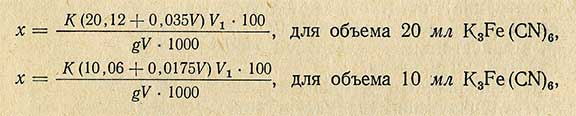 x = K (20,12 + 0,035V) V₁ · 100 / gV · 1000, для объема 20 мл K₃Fe (CN)₆,
x = K (10,06 + 0,0175V) V₁ · 100 / gV · 1000, для объема 10 мл K₃Fe (CN)₆,